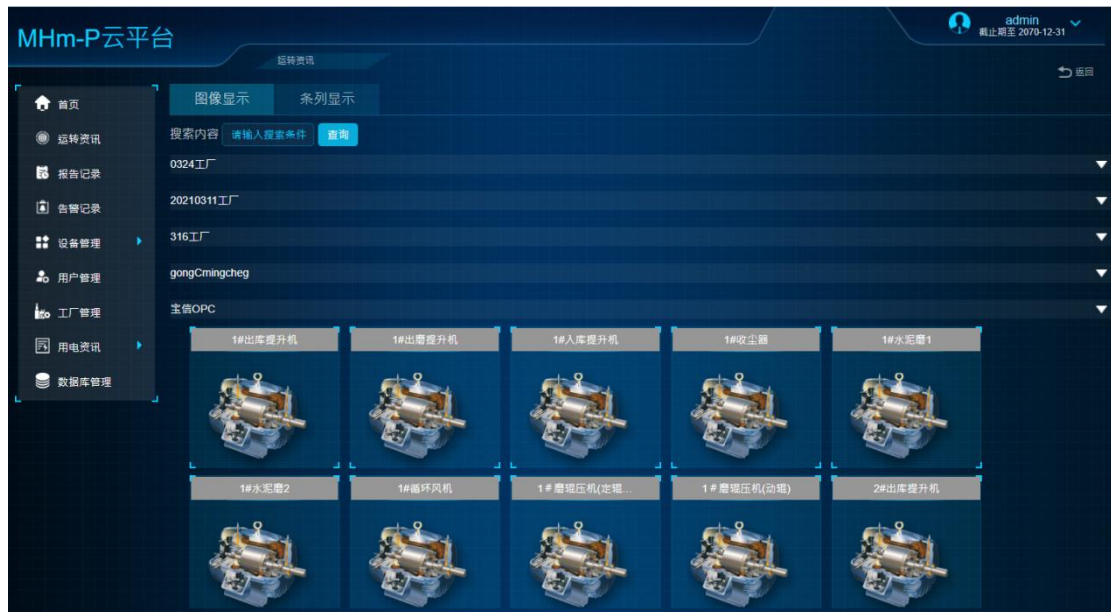 MHm-P云平台
admin
截止期至 2070-12-31
运转资讯
返回
首页
运转资讯
报告记录
告警记录
设备管理
用户管理
工厂管理
用电资讯
数据库管理
图像显示
条列显示
搜索内容 请输入搜索条件 查询
0324工厂
20210311工厂
316工厂
gongCmingcheg
宝信OPC
1#出库提升机
1#出磨提升机
1#入库提升机
1#收尘器
1#水泥磨1
1#水泥磨2
1#循环风机
1#磨辊压机(定辊...
1#磨辊压机(动辊)
2#出库提升机